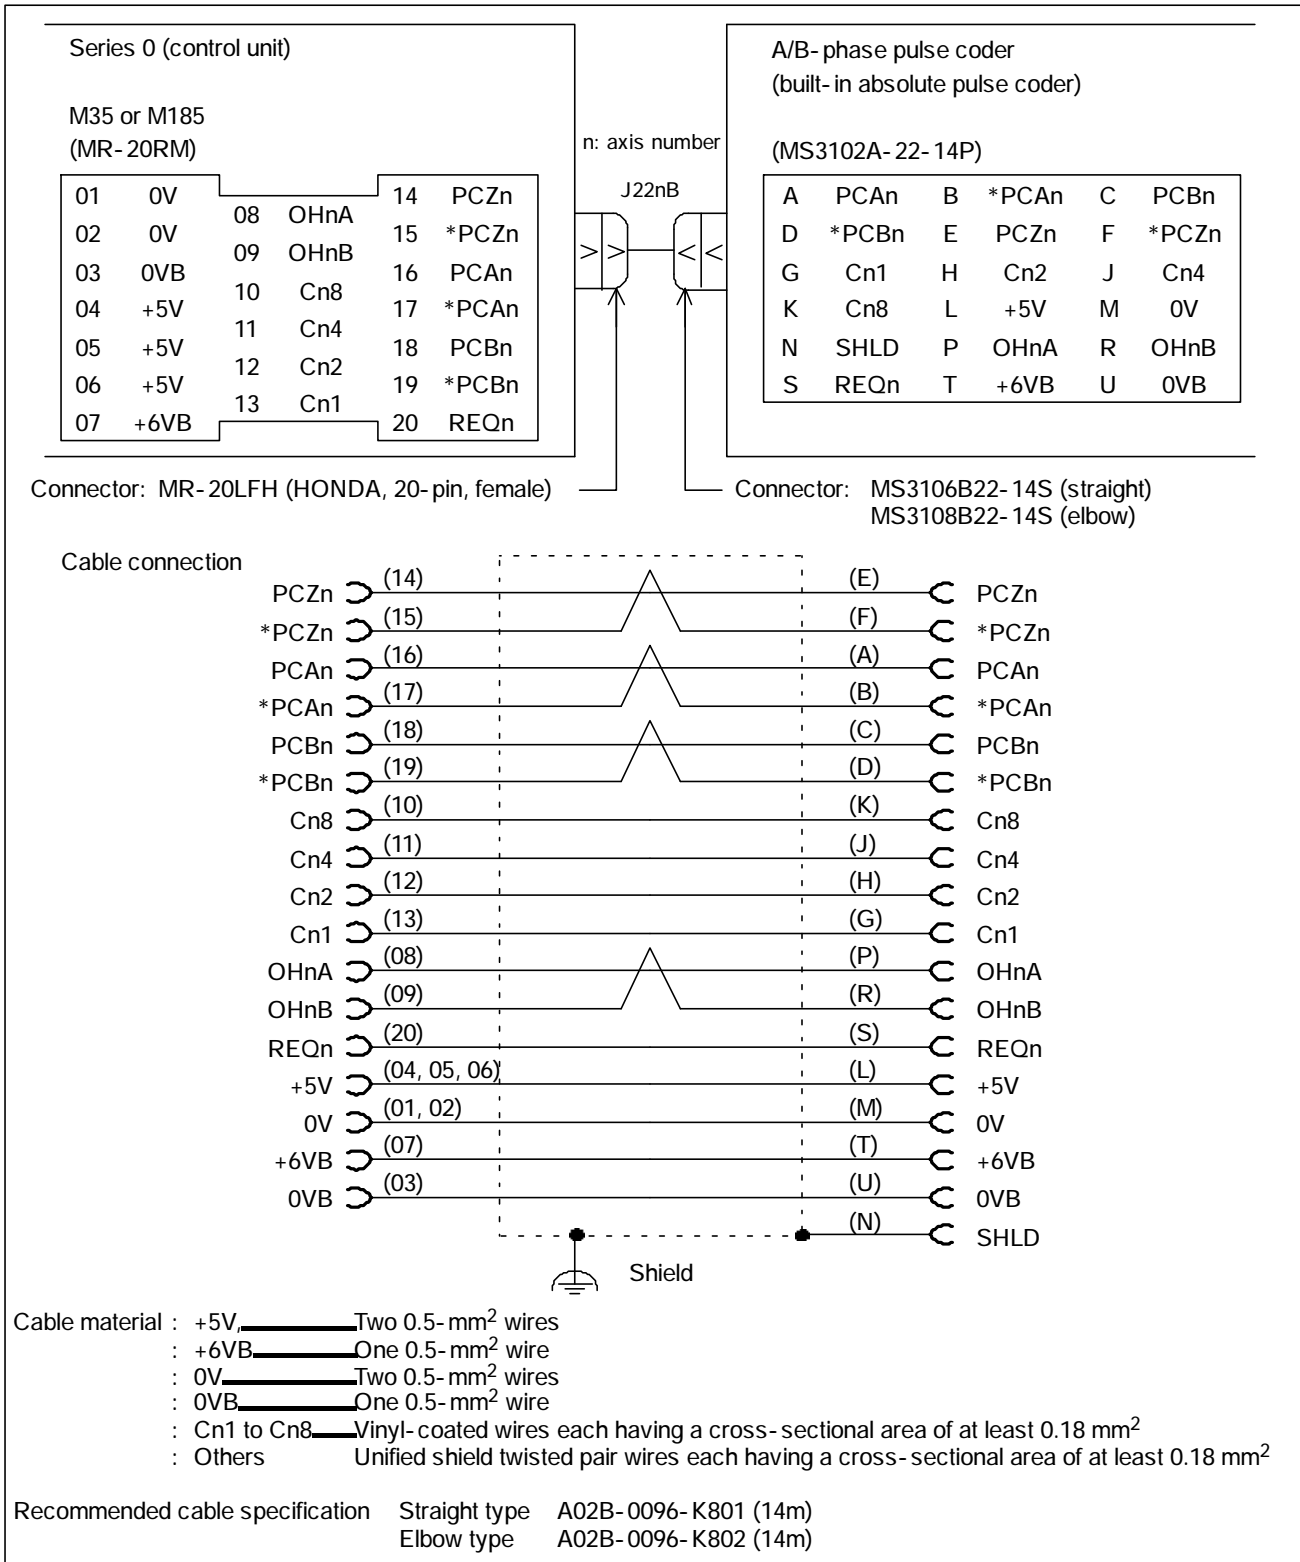 Series 0 (control unit)
M35 or M185
(MR-20RM)
01 0V 14 PCZn
08 OHnA
02 0V 15 *PCZn
09 OHnB
03 0VB 16 PCAn
10 Cn8
04 +5V 17 *PCAn
11 Cn4
05 +5V 18 PCBn
12 Cn2
06 +5V 19 *PCBn
13 Cn1
07 +6VB 20 REQn
n: axis number
J22nB
A/B-phase pulse coder
(built-in absolute pulse coder)
(MS3102A-22-14P)
A PCAn B *PCAn C PCBn
D *PCBn E PCZn F *PCZn
G Cn1 H Cn2 J Cn4
K Cn8 L +5V M 0V
N SHLD P OHnA R OHnB
S REQn T +6VB U 0VB
Connector: MR-20LFH (HONDA, 20-pin, female)
Connector: MS3106B22-14S (straight)
MS3108B22-14S (elbow)
Cable connection
PCZn (14) (E) PCZn
*PCZn (15) (F) *PCZn
PCAn (16) (A) PCAn
*PCAn (17) (B) *PCAn
PCBn (18) (C) PCBn
*PCBn (19) (D) *PCBn
Cn8 (10) (K) Cn8
Cn4 (11) (J) Cn4
Cn2 (12) (H) Cn2
Cn1 (13) (G) Cn1
OHnA (08) (P) OHnA
OHnB (09) (R) OHnB
REQn (20) (S) REQn
+5V (04, 05, 06) (L) +5V
0V (01, 02) (M) 0V
+6VB (07) (T) +6VB
0VB (03) (U) 0VB
(N) SHLD
Shield
Cable material : +5V, Two 0.5-mm² wires
: +6VB One 0.5-mm² wire
: 0V Two 0.5-mm² wires
: 0VB One 0.5-mm² wire
: Cn1 to Cn8 Vinyl-coated wires each having a cross-sectional area of at least 0.18 mm²
: Others Unified shield twisted pair wires each having a cross-sectional area of at least 0.18 mm²
Recommended cable specification Straight type A02B-0096-K801 (14m)
Elbow type A02B-0096-K802 (14m)